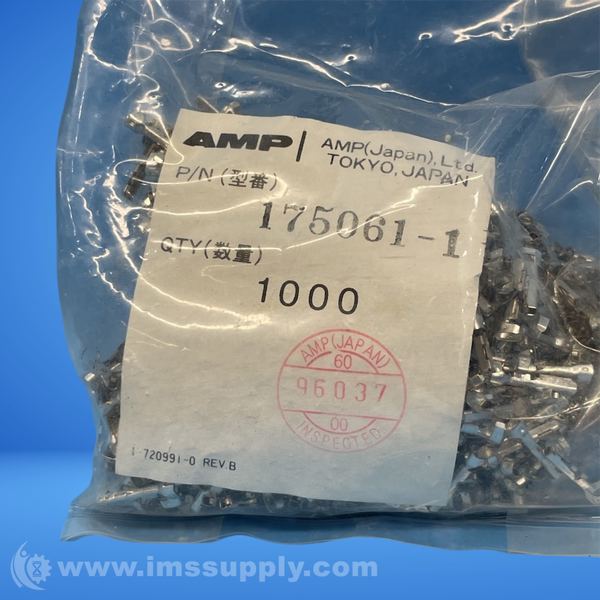 AMP
AMP(Japan), Ltd.
TOKYO, JAPAN
P/N (型番)
175061-1
QTY(数量)
1000
AMP(JAPAN)
60
96037
00
INSPECTED
1-720991-0 REV.B
www.imssupply.com